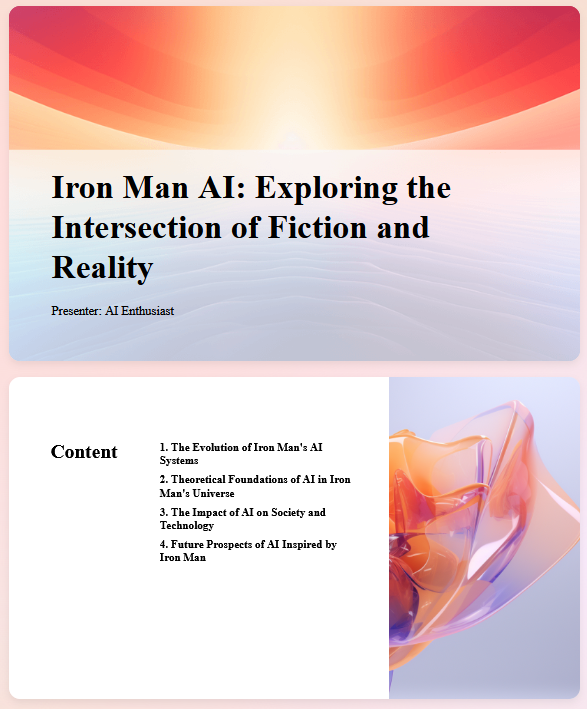 Iron Man AI: Exploring the
Intersection of Fiction and
Reality
Presenter: AI Enthusiast
Content
1. The Evolution of Iron Man's AI
Systems
2. Theoretical Foundations of AI in Iron
Man's Universe
3. The Impact of AI on Society and
Technology
4. Future Prospects of AI Inspired by
Iron Man